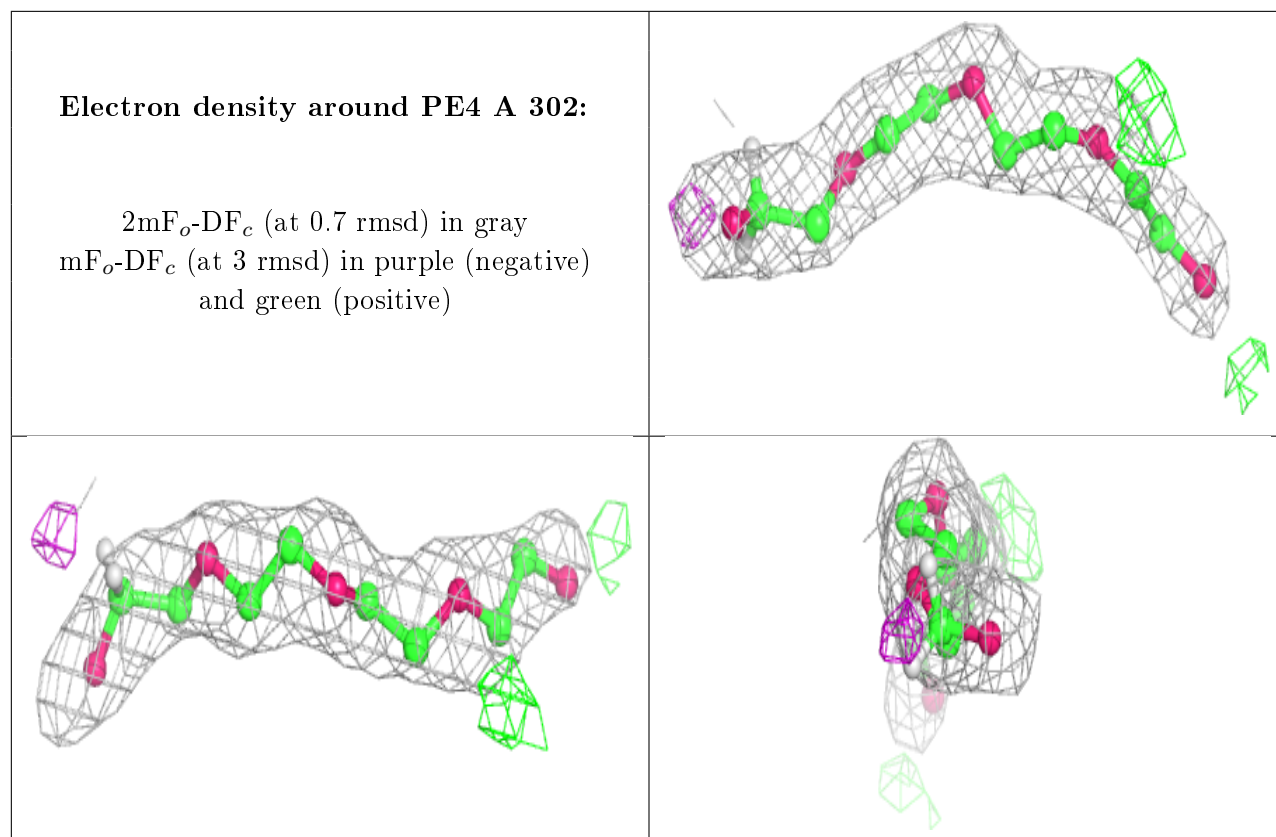 Electron density around PE4 A 302:
2mFₒ-DF𝒸 (at 0.7 rmsd) in gray
mFₒ-DF𝒸 (at 3 rmsd) in purple (negative)
and green (positive)